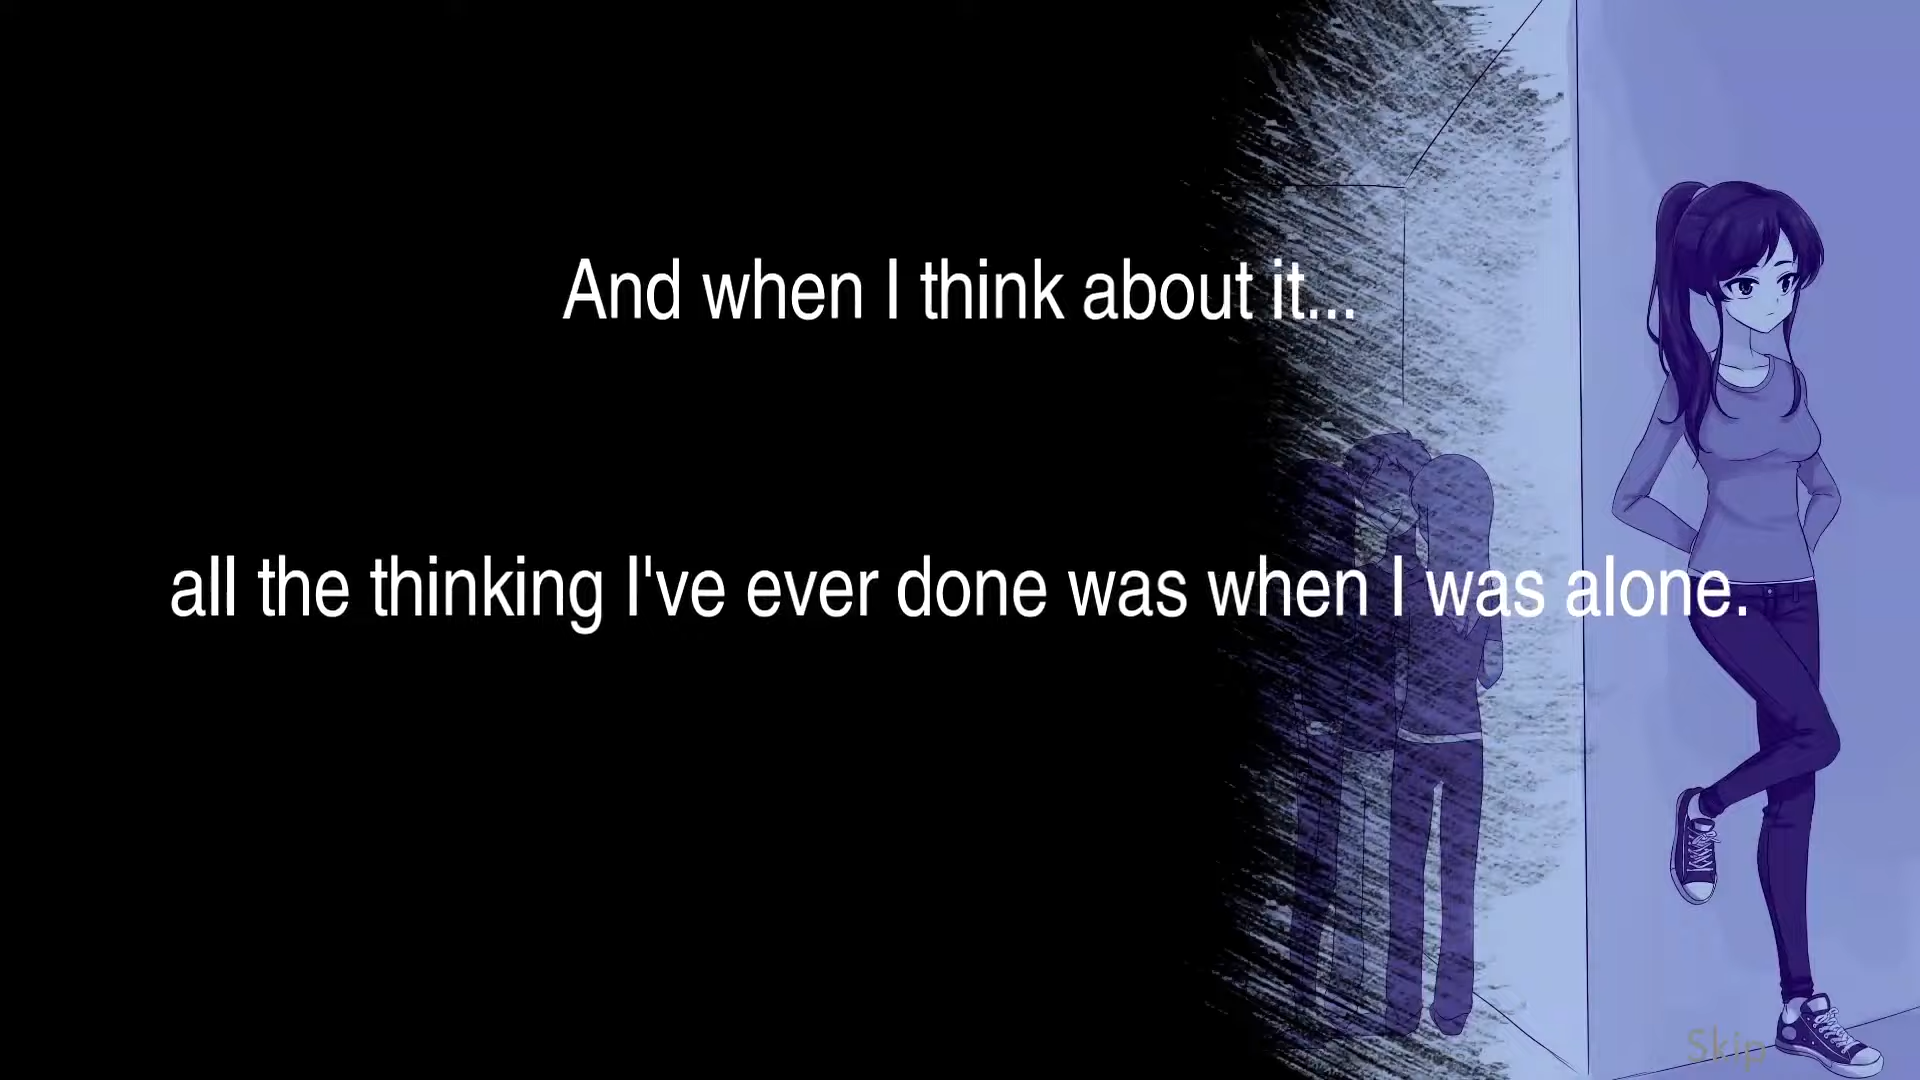 And when I think about it...
all the thinking I've ever done was when I was alone.
Skip